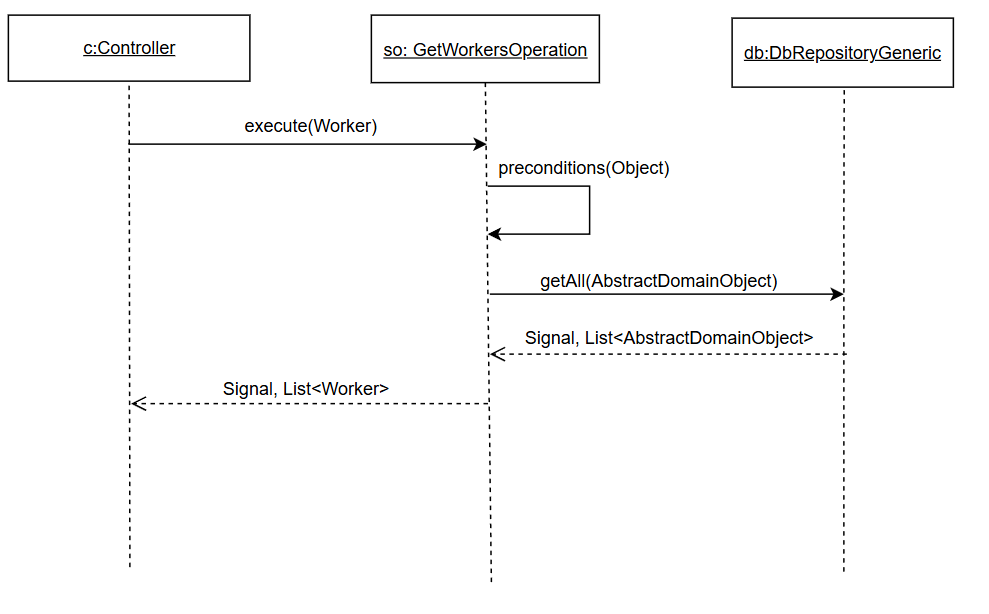 c:Controller
so: GetWorkersOperation
db:DbRepositoryGeneric
execute(Worker)
preconditions(Object)
getAll(AbstractDomainObject)
Signal, List<AbstractDomainObject>
Signal, List<Worker>